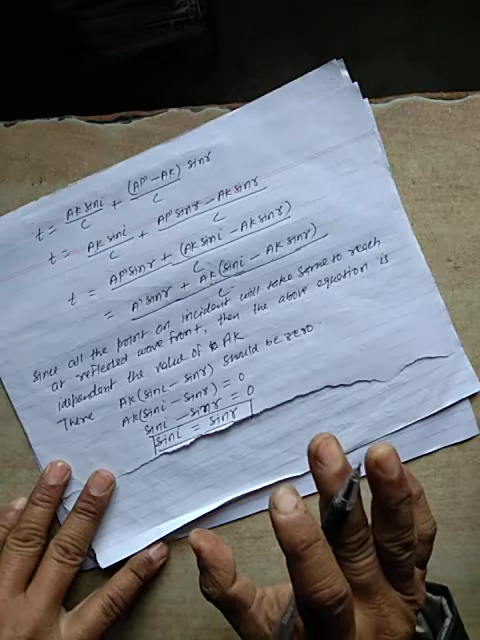 t = AK sini / C + (AP' - AK) sinr / C
t = AK sini / C + AP' sinr - AK sinr / C
t = AP' sinr + (AK sini - AK sinr) / C
= A' sinr + AK (sini - AK sinr) / C
since all the point on incident will take same to reach
at reflected wave front, then the above equation is
idependent the value of AK
There AK (sini - sinr) should be zero.
AK (sini - sinr) = 0
sini - sinr = 0
sini = sinr